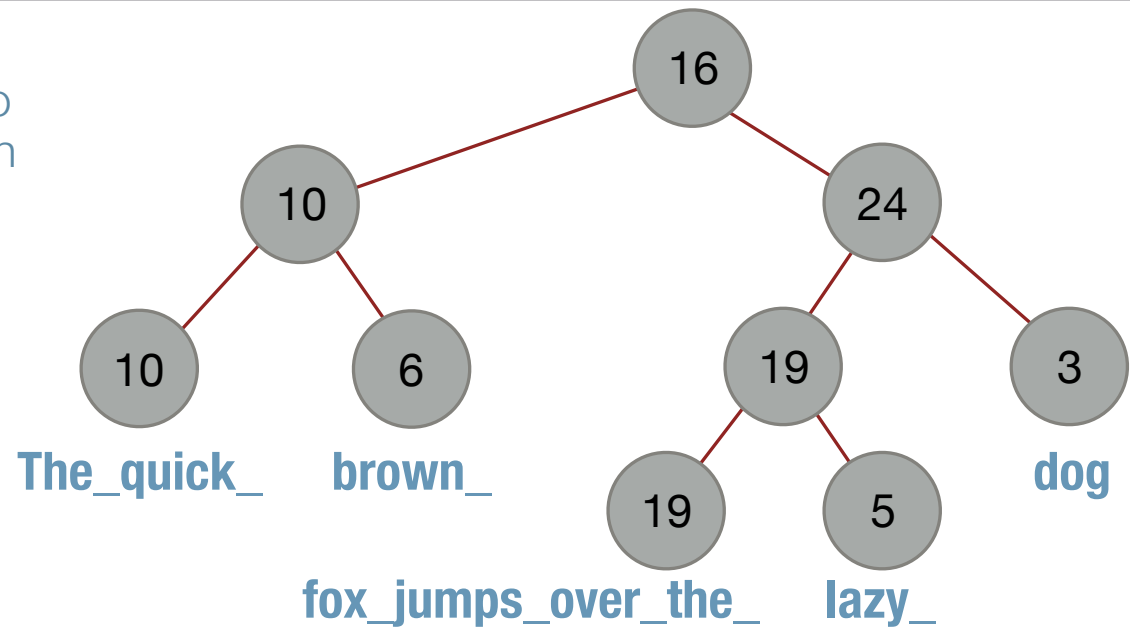 16
10
24
10
6
19
3
The_quick_
brown_
dog
19
5
fox_jumps_over_the_
lazy_